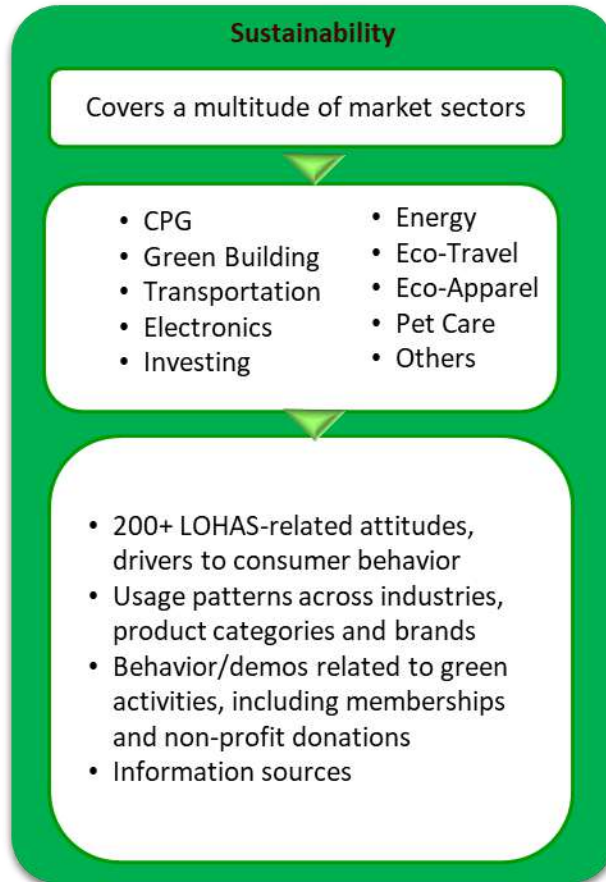 Sustainability
Covers a multitude of market sectors
• CPG
• Green Building
• Transportation
• Electronics
• Investing
• Energy
• Eco-Travel
• Eco-Apparel
• Pet Care
• Others
• 200+ LOHAS-related attitudes,
drivers to consumer behavior
• Usage patterns across industries,
product categories and brands
• Behavior/demos related to green
activities, including memberships
and non-profit donations
• Information sources